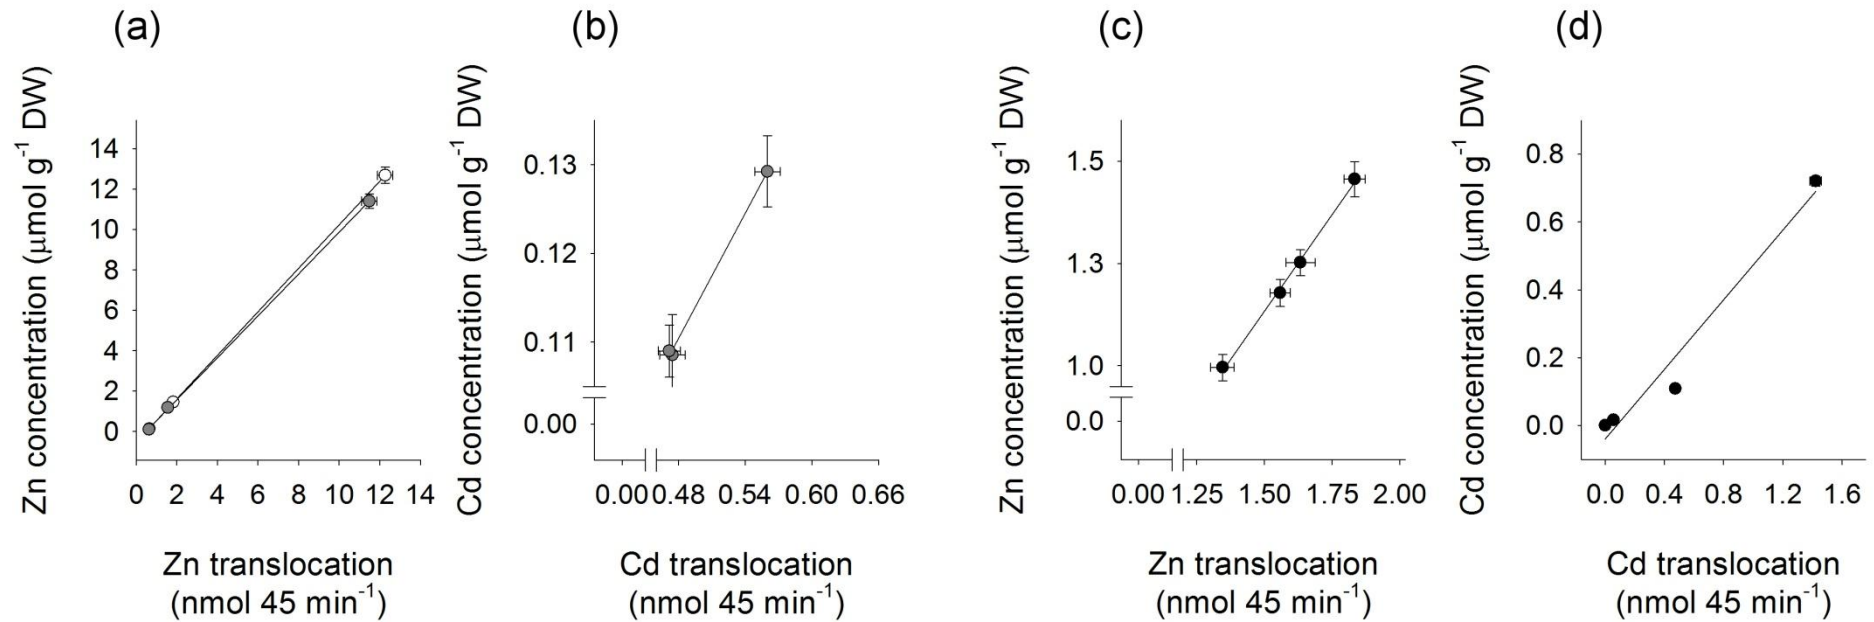 (a)
Zn concentration (μmol g⁻¹ DW)
14
12
10
8
6
4
2
0
0 2 4 6 8 10 12 14
Zn translocation
(nmol 45 min⁻¹)
(b)
Cd concentration (μmol g⁻¹ DW)
0.13
0.12
0.11
0.00
0.00 0.48 0.54 0.60 0.66
Cd translocation
(nmol 45 min⁻¹)
(c)
Zn concentration (μmol g⁻¹ DW)
1.5
1.3
1.0
0.0
0.00 1.25 1.50 1.75 2.00
Zn translocation
(nmol 45 min⁻¹)
(d)
Cd concentration (μmol g⁻¹ DW)
0.8
0.6
0.4
0.2
0.0
0.0 0.4 0.8 1.2 1.6
Cd translocation
(nmol 45 min⁻¹)